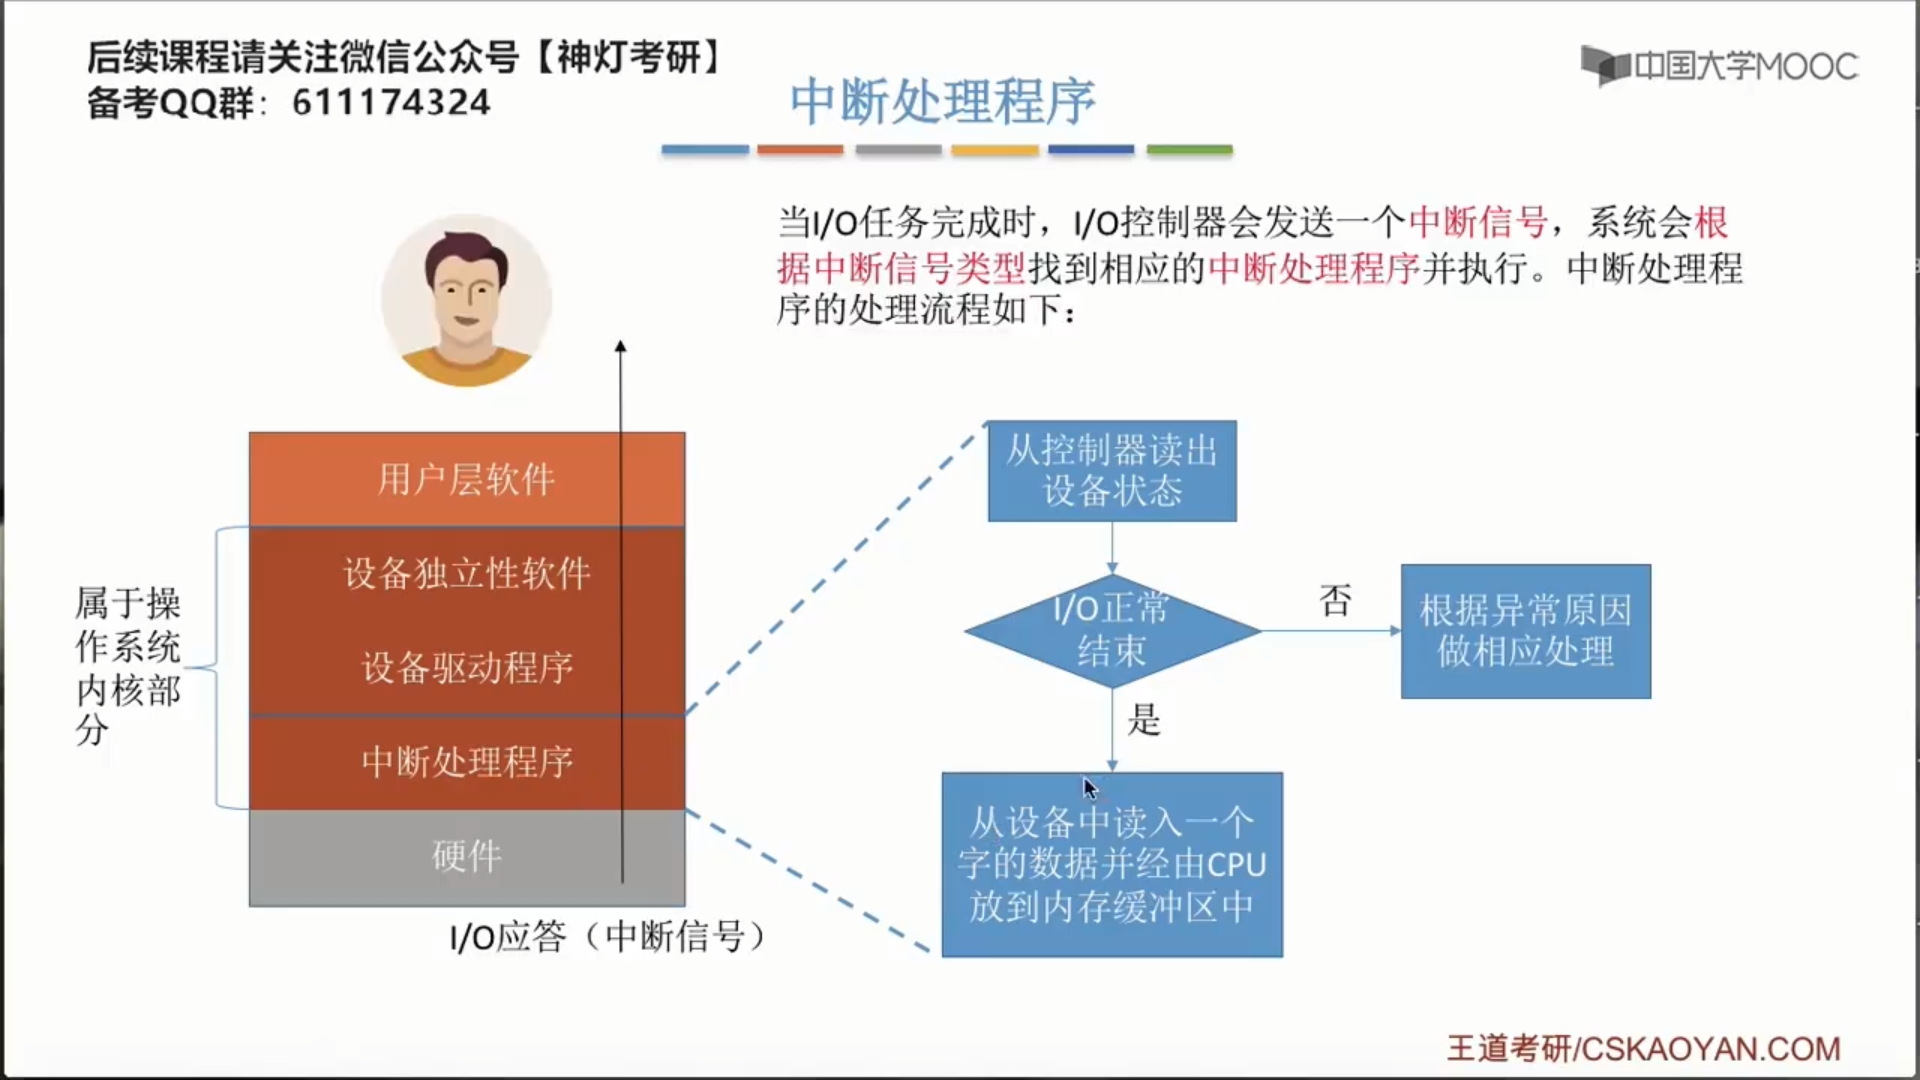 后续课程请关注微信公众号【神灯考研】
备考QQ群：611174324
中国大学MOOC
中断处理程序
当I/O任务完成时，I/O控制器会发送一个中断信号，系统会根
据中断信号类型找到相应的中断处理程序并执行。中断处理程
序的处理流程如下：
用户层软件
设备独立性软件
设备驱动程序
中断处理程序
硬件
属于操
作系统
内核部
分
I/O应答（中断信号）
从控制器读出
设备状态
I/O正常
结束
否
根据异常原因
做相应处理
是
从设备中读入一个
字的数据并经由CPU
放到内存缓冲区中
王道考研/CSKAOYAN.COM